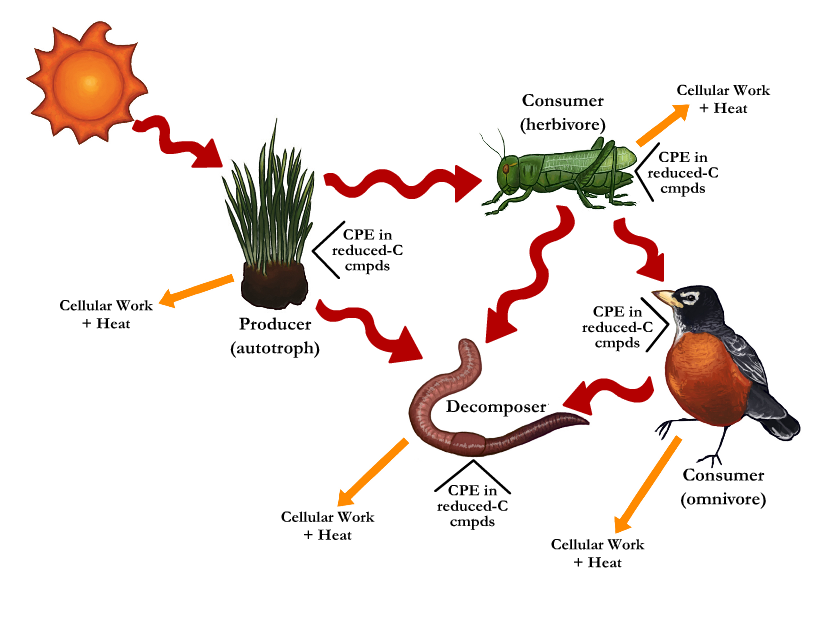 Consumer
(herbivore)
Cellular Work
+ Heat
CPE in
reduced-C
cmpds
CPE in
reduced-C
cmpds
Cellular Work
+ Heat
Producer
(autotroph)
CPE in
reduced-C
cmpds
Decomposer
CPE in
reduced-C
cmpds
Consumer
(omnivore)
Cellular Work
+ Heat
Cellular Work
+ Heat